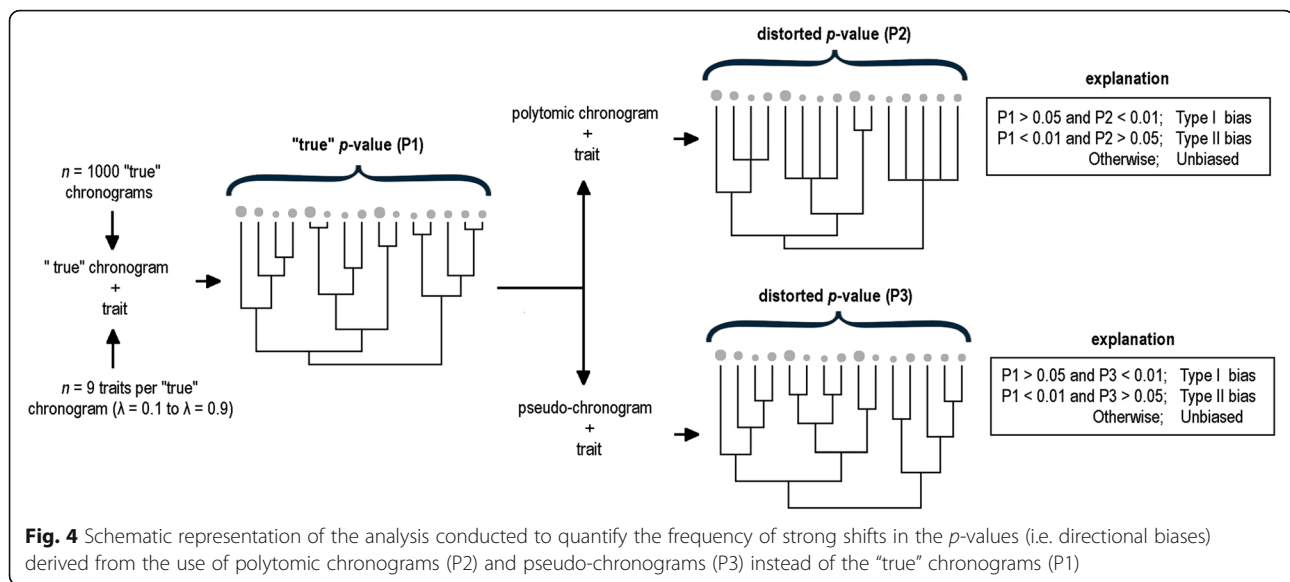 n = 1000 "true"
chronograms
" true" chronogram
+
trait
n = 9 traits per "true"
chronogram (λ = 0.1 to λ = 0.9)
"true" p-value (P1)
polytomic chronogram
+
trait
pseudo-chronogram
+
trait
distorted p-value (P2)
explanation
P1 > 0.05 and P2 < 0.01; Type I bias
P1 < 0.01 and P2 > 0.05; Type II bias
Otherwise; Unbiased
distorted p-value (P3)
explanation
P1 > 0.05 and P3 < 0.01; Type I bias
P1 < 0.01 and P3 > 0.05; Type II bias
Otherwise; Unbiased
Fig. 4 Schematic representation of the analysis conducted to quantify the frequency of strong shifts in the p-values (i.e. directional biases)
derived from the use of polytomic chronograms (P2) and pseudo-chronograms (P3) instead of the “true” chronograms (P1)